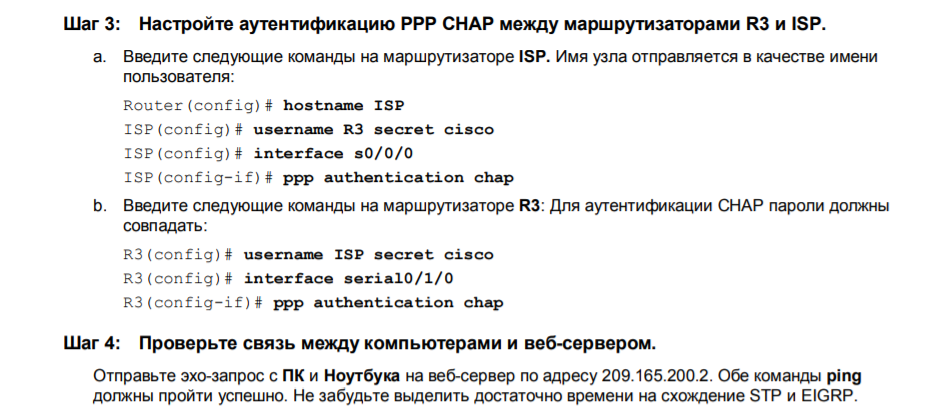 Шаг 3: Настройте аутентификацию PPP CHAP между маршрутизаторами R3 и ISP.
a. Введите следующие команды на маршрутизаторе ISP. Имя узла отправляется в качестве имени
пользователя:
Router(config)# hostname ISP
ISP(config)# username R3 secret cisco
ISP(config)# interface s0/0/0
ISP(config-if)# ppp authentication chap
b. Введите следующие команды на маршрутизаторе R3: Для аутентификации CHAP пароли должны
совпадать:
R3(config)# username ISP secret cisco
R3(config)# interface serial0/1/0
R3(config-if)# ppp authentication chap
Шаг 4: Проверьте связь между компьютерами и веб-сервером.
Отправьте эхо-запрос с ПК и Ноутбука на веб-сервер по адресу 209.165.200.2. Обе команды ping
должны пройти успешно. Не забудьте выделить достаточно времени на схождение STP и EIGRP.